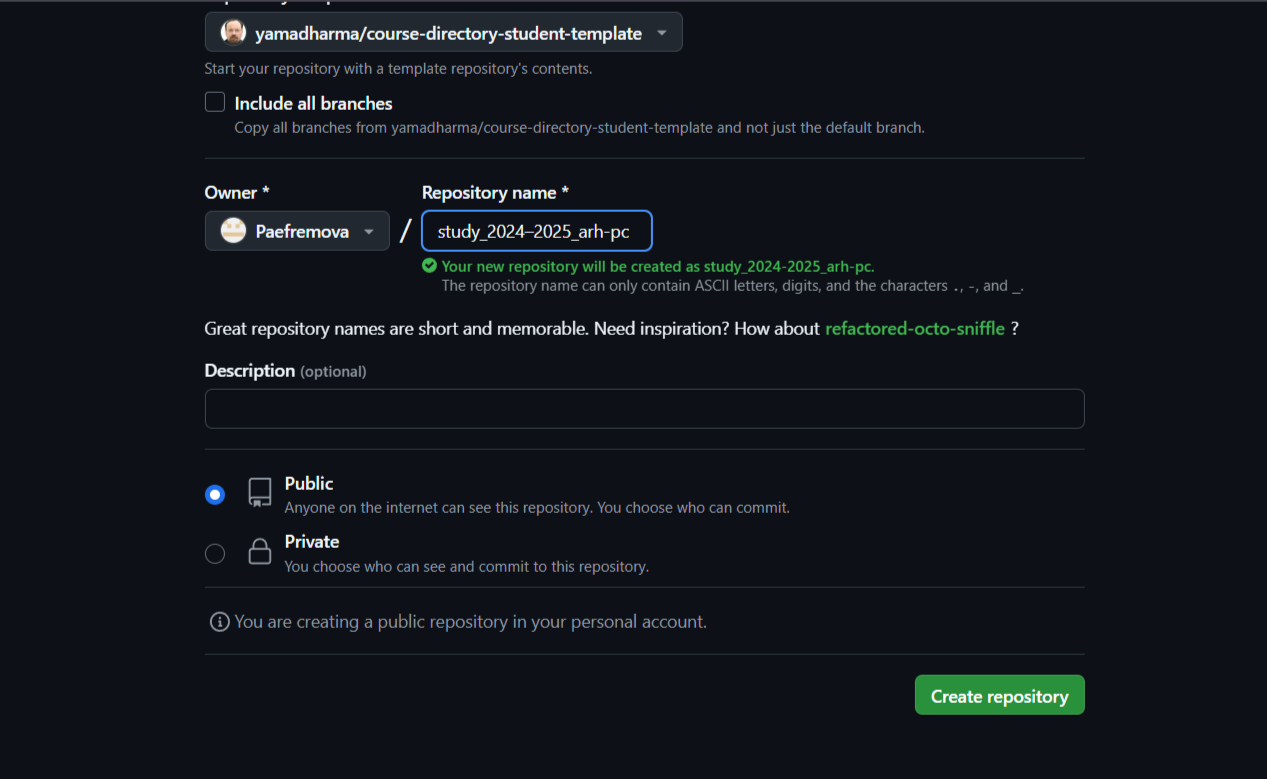 yamadharma/course-directory-student-template
Start your repository with a template repository's contents.
Include all branches
Copy all branches from yamadharma/course-directory-student-template and not just the default branch.
Owner *
Repository name *
Paefremova / study_2024–2025_arh-pc
Your new repository will be created as study_2024-2025_arh-pc.
The repository name can only contain ASCII letters, digits, and the characters ., -, and _.
Great repository names are short and memorable. Need inspiration? How about refactored-octo-sniffle ?
Description (optional)
Public
Anyone on the internet can see this repository. You choose who can commit.
Private
You choose who can see and commit to this repository.
You are creating a public repository in your personal account.
Create repository